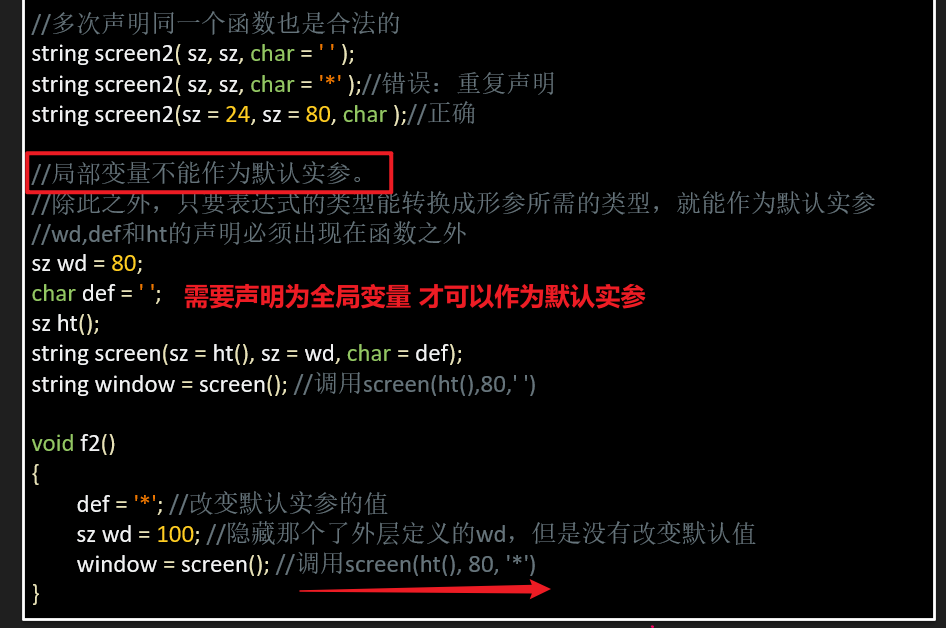 //多次声明同一个函数也是合法的
string screen2( sz, sz, char = ' ' );
string screen2( sz, sz, char = '*' );//错误：重复声明
string screen2(sz = 24, sz = 80, char );//正确
//局部变量不能作为默认实参。
//除此之外，只要表达式的类型能转换成形参所需的类型，就能作为默认实参
//wd,def和ht的声明必须出现在函数之外
sz wd = 80;
char def = ' '; 需要声明为全局变量 才可以作为默认实参
sz ht();
string screen(sz = ht(), sz = wd, char = def);
string window = screen(); //调用screen(ht(),80,' ')
void f2()
{
def = '*'; //改变默认实参的值
sz wd = 100; //隐藏那个了外层定义的wd，但是没有改变默认值
window = screen(); //调用screen(ht(), 80, '*')
}